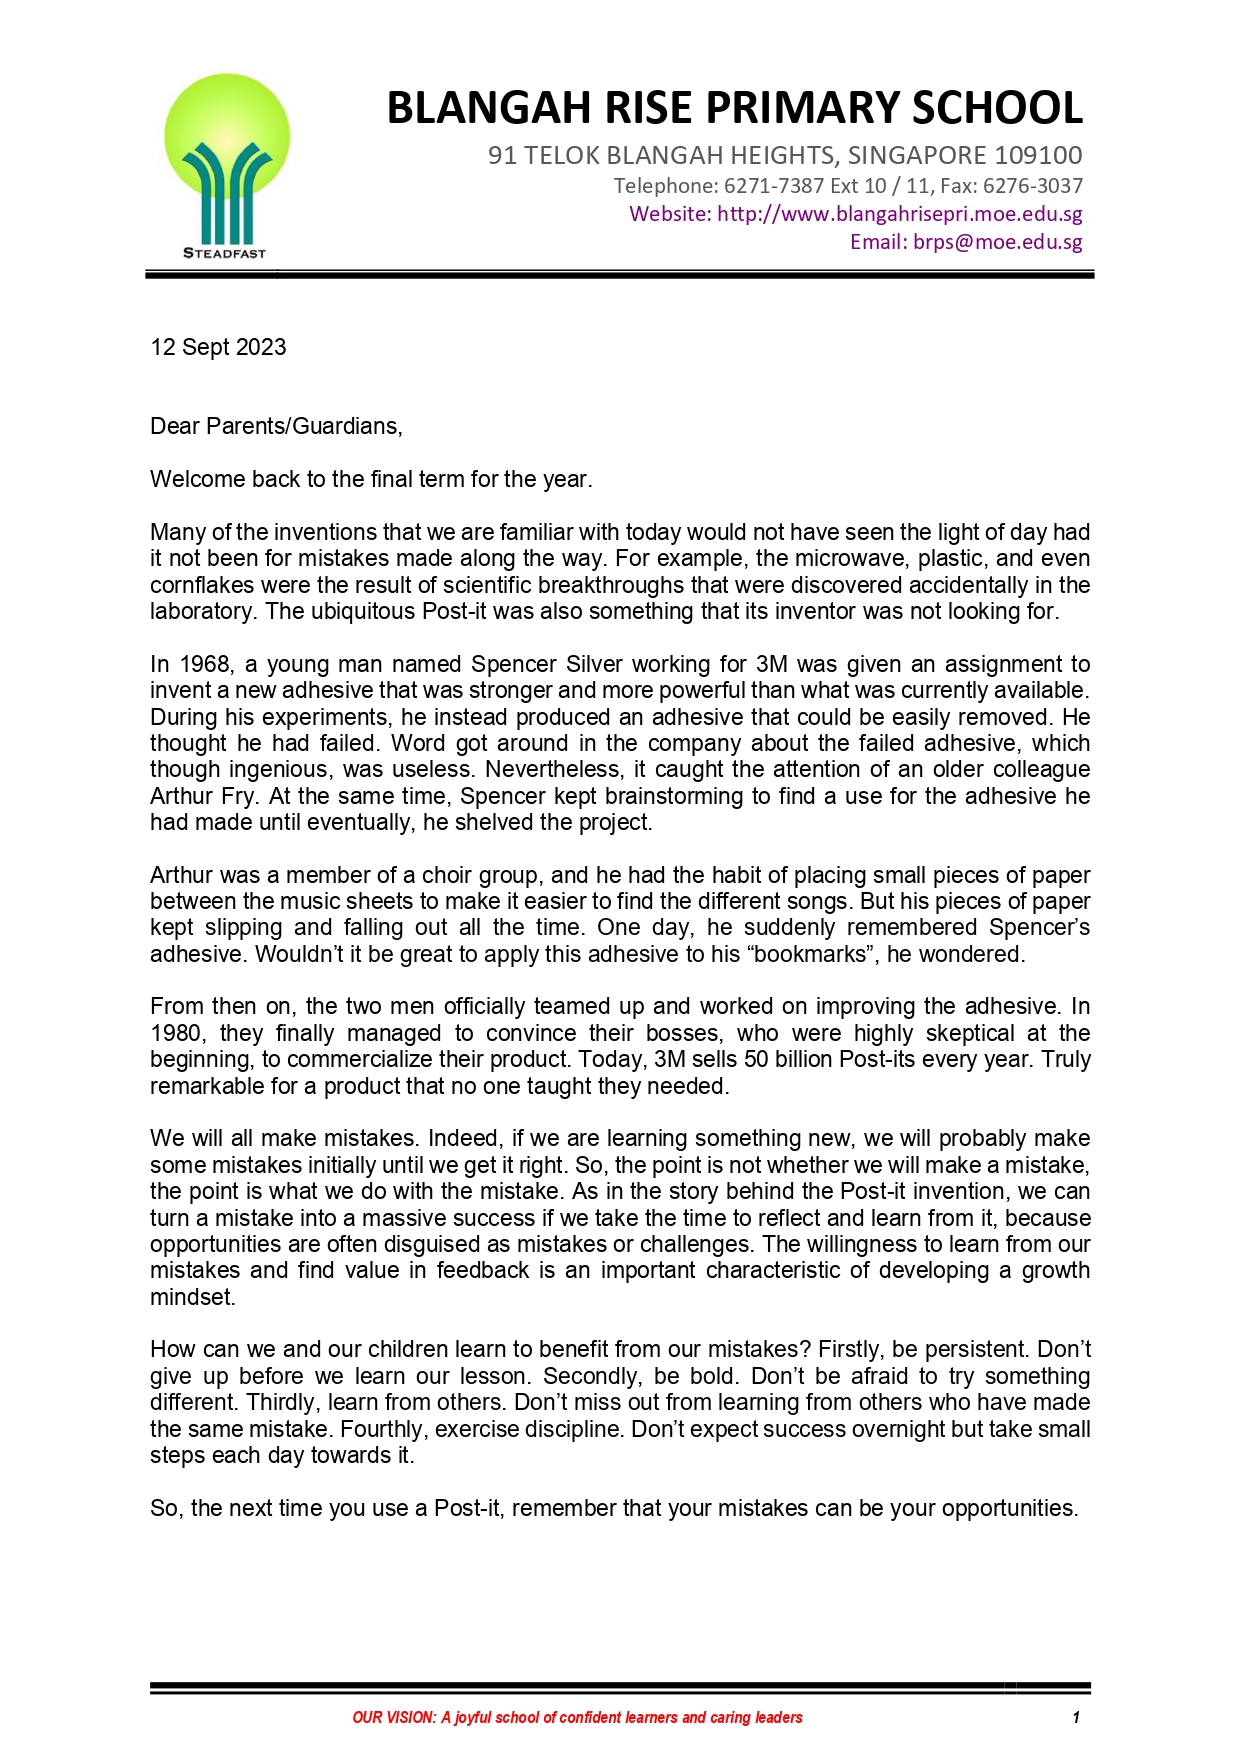 BLANGAH RISE PRIMARY SCHOOL
91 TELOK BLANGAH HEIGHTS, SINGAPORE 109100
Telephone: 6271-7387 Ext 10 / 11, Fax: 6276-3037
Website: http://www.blangahrisepri.moe.edu.sg
Email: brps@moe.edu.sg
STEADFAST
12 Sept 2023
Dear Parents/Guardians,
Welcome back to the final term for the year.
Many of the inventions that we are familiar with today would not have seen the light of day had
it not been for mistakes made along the way. For example, the microwave, plastic, and even
cornflakes were the result of scientific breakthroughs that were discovered accidentally in the
laboratory. The ubiquitous Post-it was also something that its inventor was not looking for.
In 1968, a young man named Spencer Silver working for 3M was given an assignment to
invent a new adhesive that was stronger and more powerful than what was currently available.
During his experiments, he instead produced an adhesive that could be easily removed. He
thought he had failed. Word got around in the company about the failed adhesive, which
though ingenious, was useless. Nevertheless, it caught the attention of an older colleague
Arthur Fry. At the same time, Spencer kept brainstorming to find a use for the adhesive he
had made until eventually, he shelved the project.
Arthur was a member of a choir group, and he had the habit of placing small pieces of paper
between the music sheets to make it easier to find the different songs. But his pieces of paper
kept slipping and falling out all the time. One day, he suddenly remembered Spencer’s
adhesive. Wouldn’t it be great to apply this adhesive to his “bookmarks”, he wondered.
From then on, the two men officially teamed up and worked on improving the adhesive. In
1980, they finally managed to convince their bosses, who were highly skeptical at the
beginning, to commercialize their product. Today, 3M sells 50 billion Post-its every year. Truly
remarkable for a product that no one taught they needed.
We will all make mistakes. Indeed, if we are learning something new, we will probably make
some mistakes initially until we get it right. So, the point is not whether we will make a mistake,
the point is what we do with the mistake. As in the story behind the Post-it invention, we can
turn a mistake into a massive success if we take the time to reflect and learn from it, because
opportunities are often disguised as mistakes or challenges. The willingness to learn from our
mistakes and find value in feedback is an important characteristic of developing a growth
mindset.
How can we and our children learn to benefit from our mistakes? Firstly, be persistent. Don’t
give up before we learn our lesson. Secondly, be bold. Don’t be afraid to try something
different. Thirdly, learn from others. Don’t miss out from learning from others who have made
the same mistake. Fourthly, exercise discipline. Don’t expect success overnight but take small
steps each day towards it.
So, the next time you use a Post-it, remember that your mistakes can be your opportunities.
OUR VISION: A joyful school of confident learners and caring leaders 1